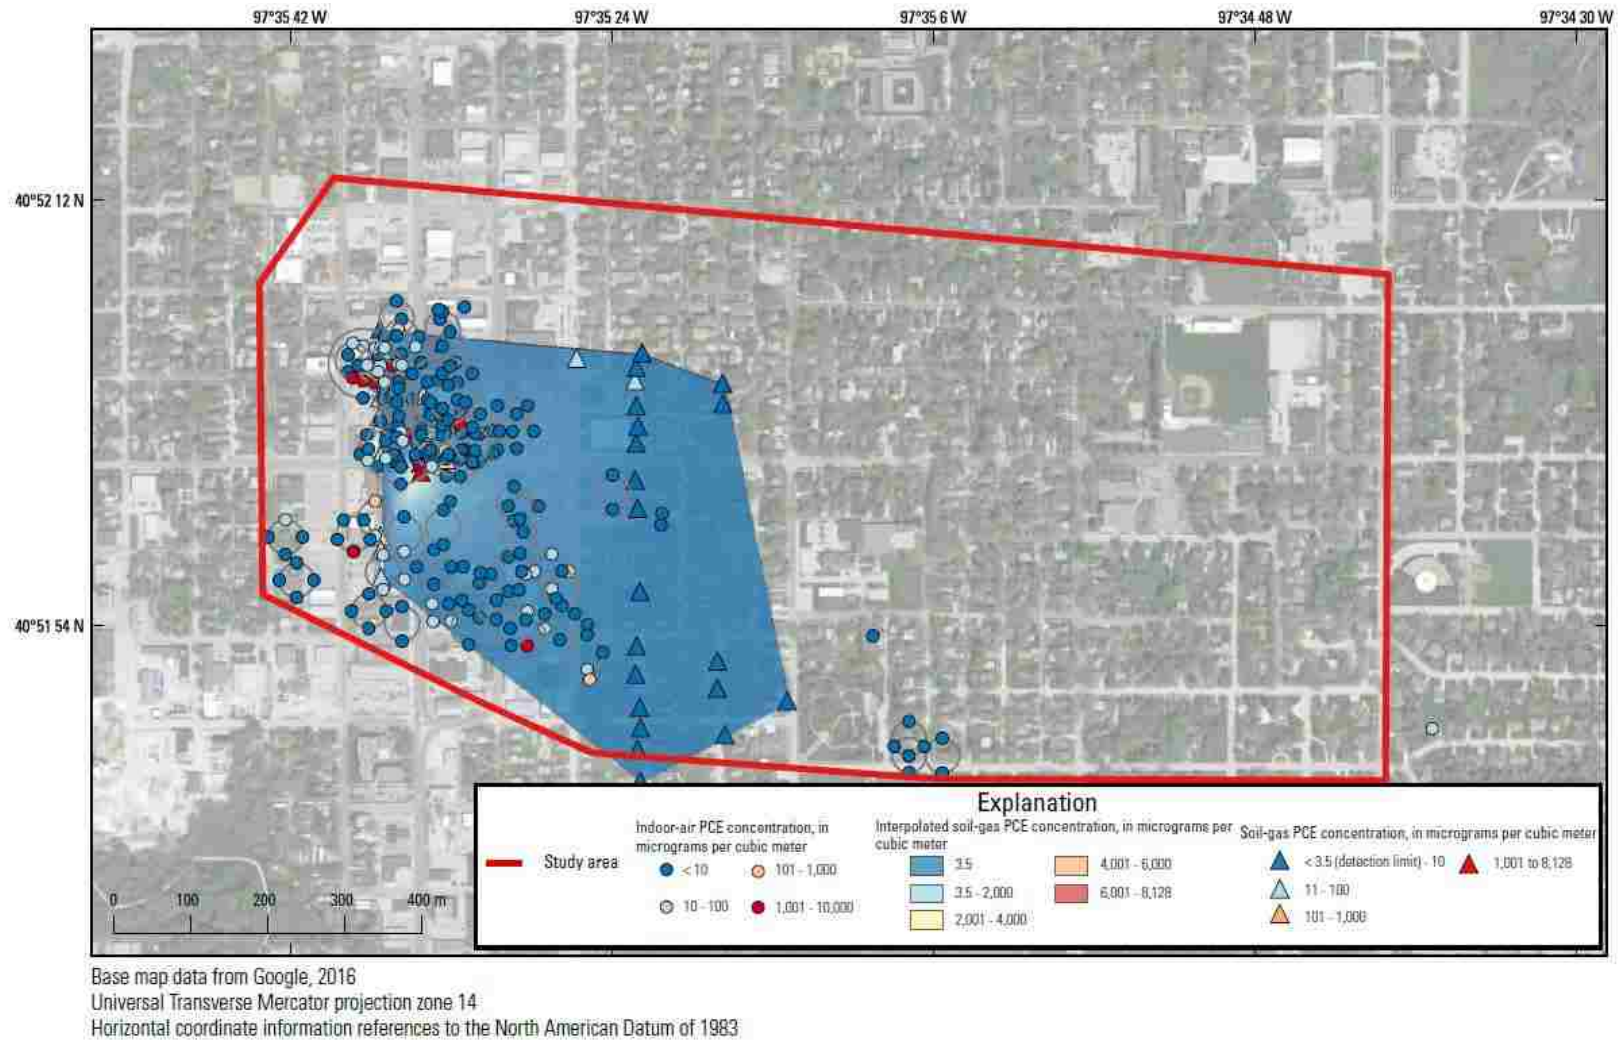 97°35 42 W 97°35 24 W 97°35 6 W 97°34 48 W 97°34 30 W
40°52 12 N
40°51 54 N
Explanation
Study area
Indoor-air PCE concentration, in
micrograms per cubic meter
< 10 101 - 1,000
10 - 100 1,001 - 10,000
Interpolated soil-gas PCE concentration, in micrograms per
cubic meter
3.5 4,001 - 6,000
3.5 - 2,000 6,001 - 8,128
2,001 - 4,000
Soil-gas PCE concentration, in micrograms per cubic meter
< 3.5 (detection limit) - 10 1,001 to 8,128
11 - 100
101 - 1,000
0 100 200 300 400 m
Base map data from Google, 2016
Universal Transverse Mercator projection zone 14
Horizontal coordinate information references to the North American Datum of 1983